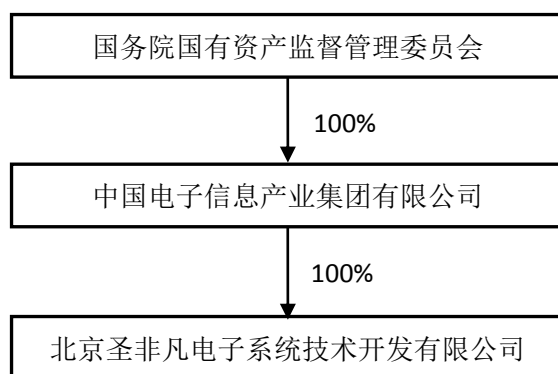 国务院国有资产监督管理委员会
100%
中国电子信息产业集团有限公司
100%
北京圣非凡电子系统技术开发有限公司